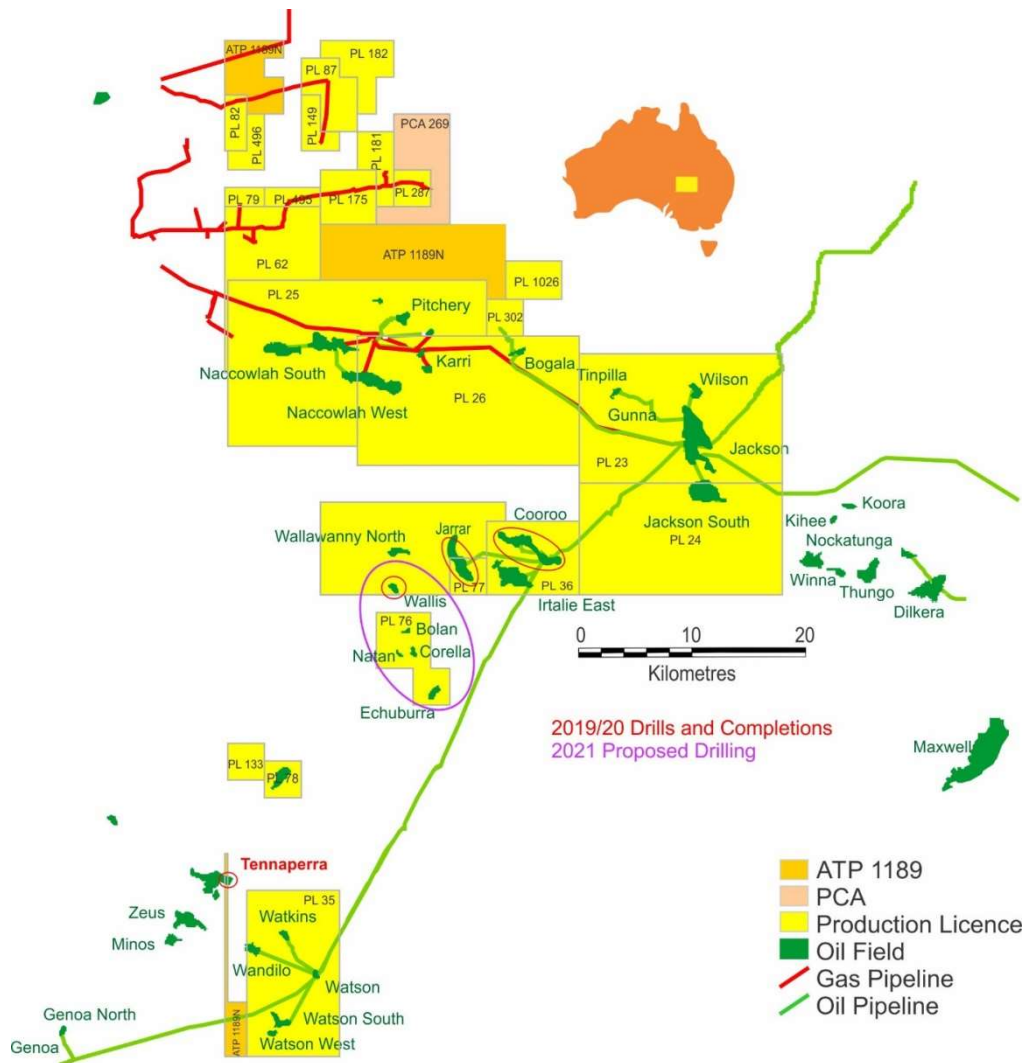 ATP 1189N
PL 182
PL 87
PL 82
PL 496
PL 149
PCA 269
PL 181
PL 79
PL 495
PL 175
PL 287
ATP 1189N
PL 62
PL 1026
PL 25
Pitchery
PL 302
Naccowlah South
Karri
Bogala
Tinpilla
Wilson
Naccowlah West
PL 26
Gunna
Jackson
PL 23
Jackson South
Cooroo
Koora
Kihee
Wallawanny North
Jarrar
PL 24
Nockatunga
PL 77
PL 36
Winna
Thungo
Dilkera
Wallis
Irtalie East
PL 76
Bolan
Natan
Corella
Echuburra
0 10 20
Kilometres
2019/20 Drills and Completions
2021 Proposed Drilling
Maxwell
PL 133
PL 78
Tennaperra
PL 35
Zeus
Watkins
Minos
Wandilo
Watson
Genoa North
Watson South
Genoa
ATP 1189N
Watson West
ATP 1189
PCA
Production Licence
Oil Field
Gas Pipeline
Oil Pipeline